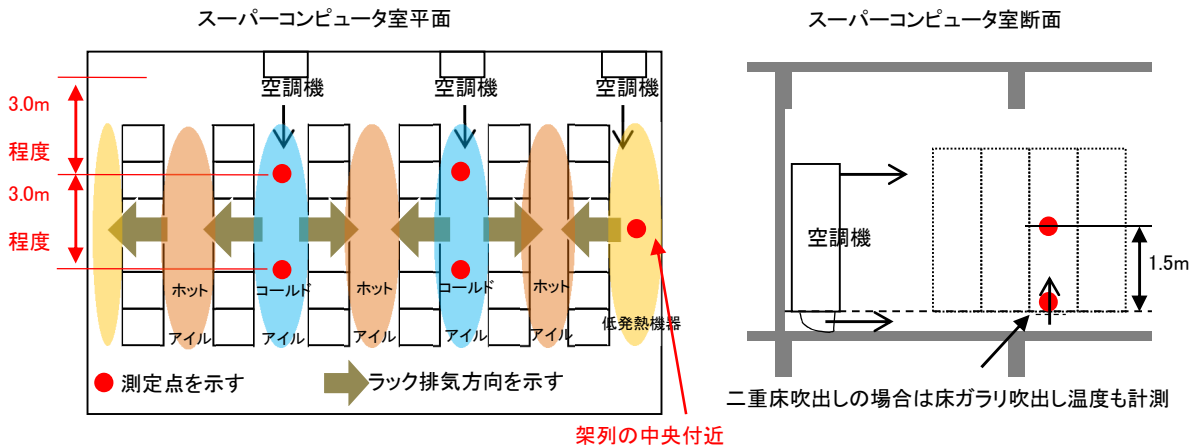 スーパーコンピュータ室平面
スーパーコンピュータ室断面
空調機
空調機
空調機
3.0m
程度
3.0m
程度
ホット
アイル
コールド
アイル
ホット
アイル
コールド
アイル
ホット
アイル
低発熱機器
測定点を示す
ラック排気方向を示す
架列の中央付近
空調機
1.5m
二重床吹出しの場合は床ガラリ吹出し温度も計測